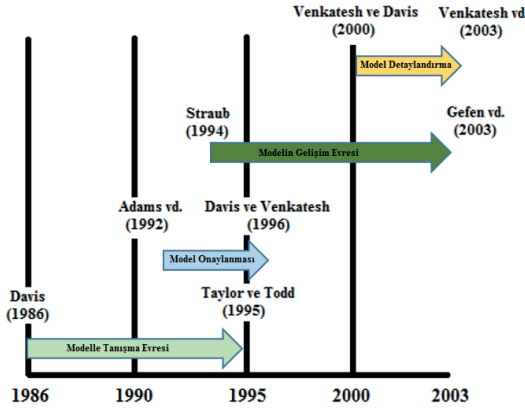 Venkatesh ve Davis
(2000)
Venkatesh vd
(2003)
Model Detaylandırma
Straub
(1994)
Gefen vd.
(2003)
Modelin Gelişim Evresi
Adams vd.
(1992)
Davis ve Venkatesh
(1996)
Model Onaylanması
Davis
(1986)
Taylor ve Todd
(1995)
Modelle Tanışma Evresi
1986 1990 1995 2000 2003